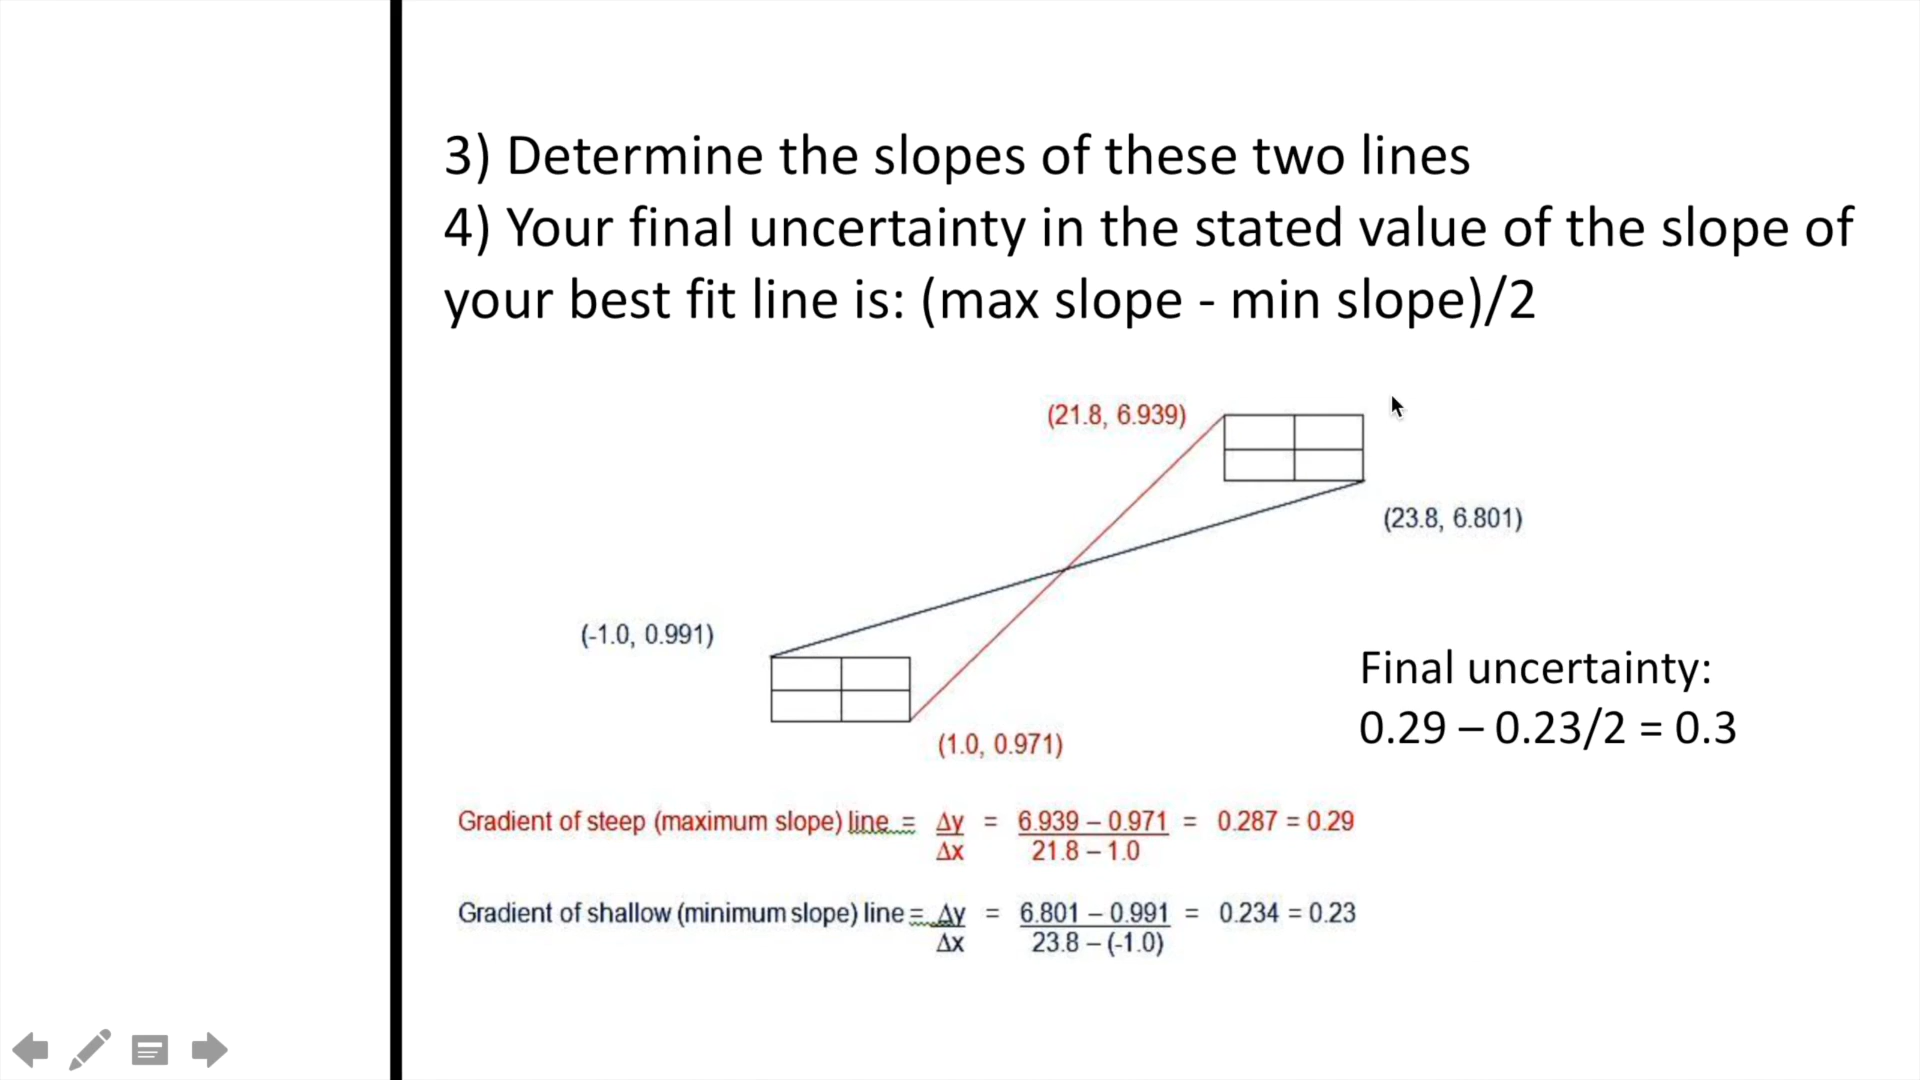 3) Determine the slopes of these two lines
4) Your final uncertainty in the stated value of the slope of
your best fit line is: (max slope - min slope)/2
(21.8, 6.939)
(23.8, 6.801)
(-1.0, 0.991)
(1.0, 0.971)
Final uncertainty:
0.29 – 0.23/2 = 0.3
Gradient of steep (maximum slope) line = Δy = 6.939 – 0.971 = 0.287 = 0.29
Δx 21.8 – 1.0
Gradient of shallow (minimum slope) line = Δy = 6.801 – 0.991 = 0.234 = 0.23
Δx 23.8 – (-1.0)